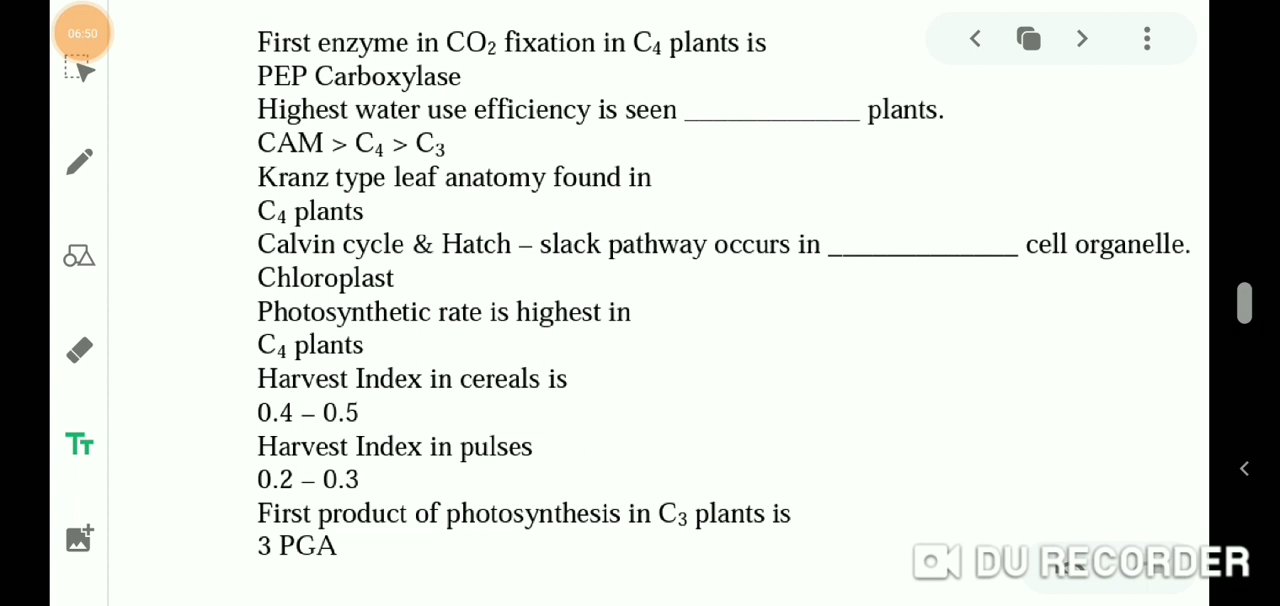 06:50
First enzyme in CO₂ fixation in C₄ plants is
PEP Carboxylase
Highest water use efficiency is seen ____________ plants.
CAM > C₄ > C₃
Kranz type leaf anatomy found in
C₄ plants
Calvin cycle & Hatch – slack pathway occurs in _____________ cell organelle.
Chloroplast
Photosynthetic rate is highest in
C₄ plants
Harvest Index in cereals is
0.4 – 0.5
Harvest Index in pulses
0.2 – 0.3
First product of photosynthesis in C₃ plants is
3 PGA
TT
DU RECORDER